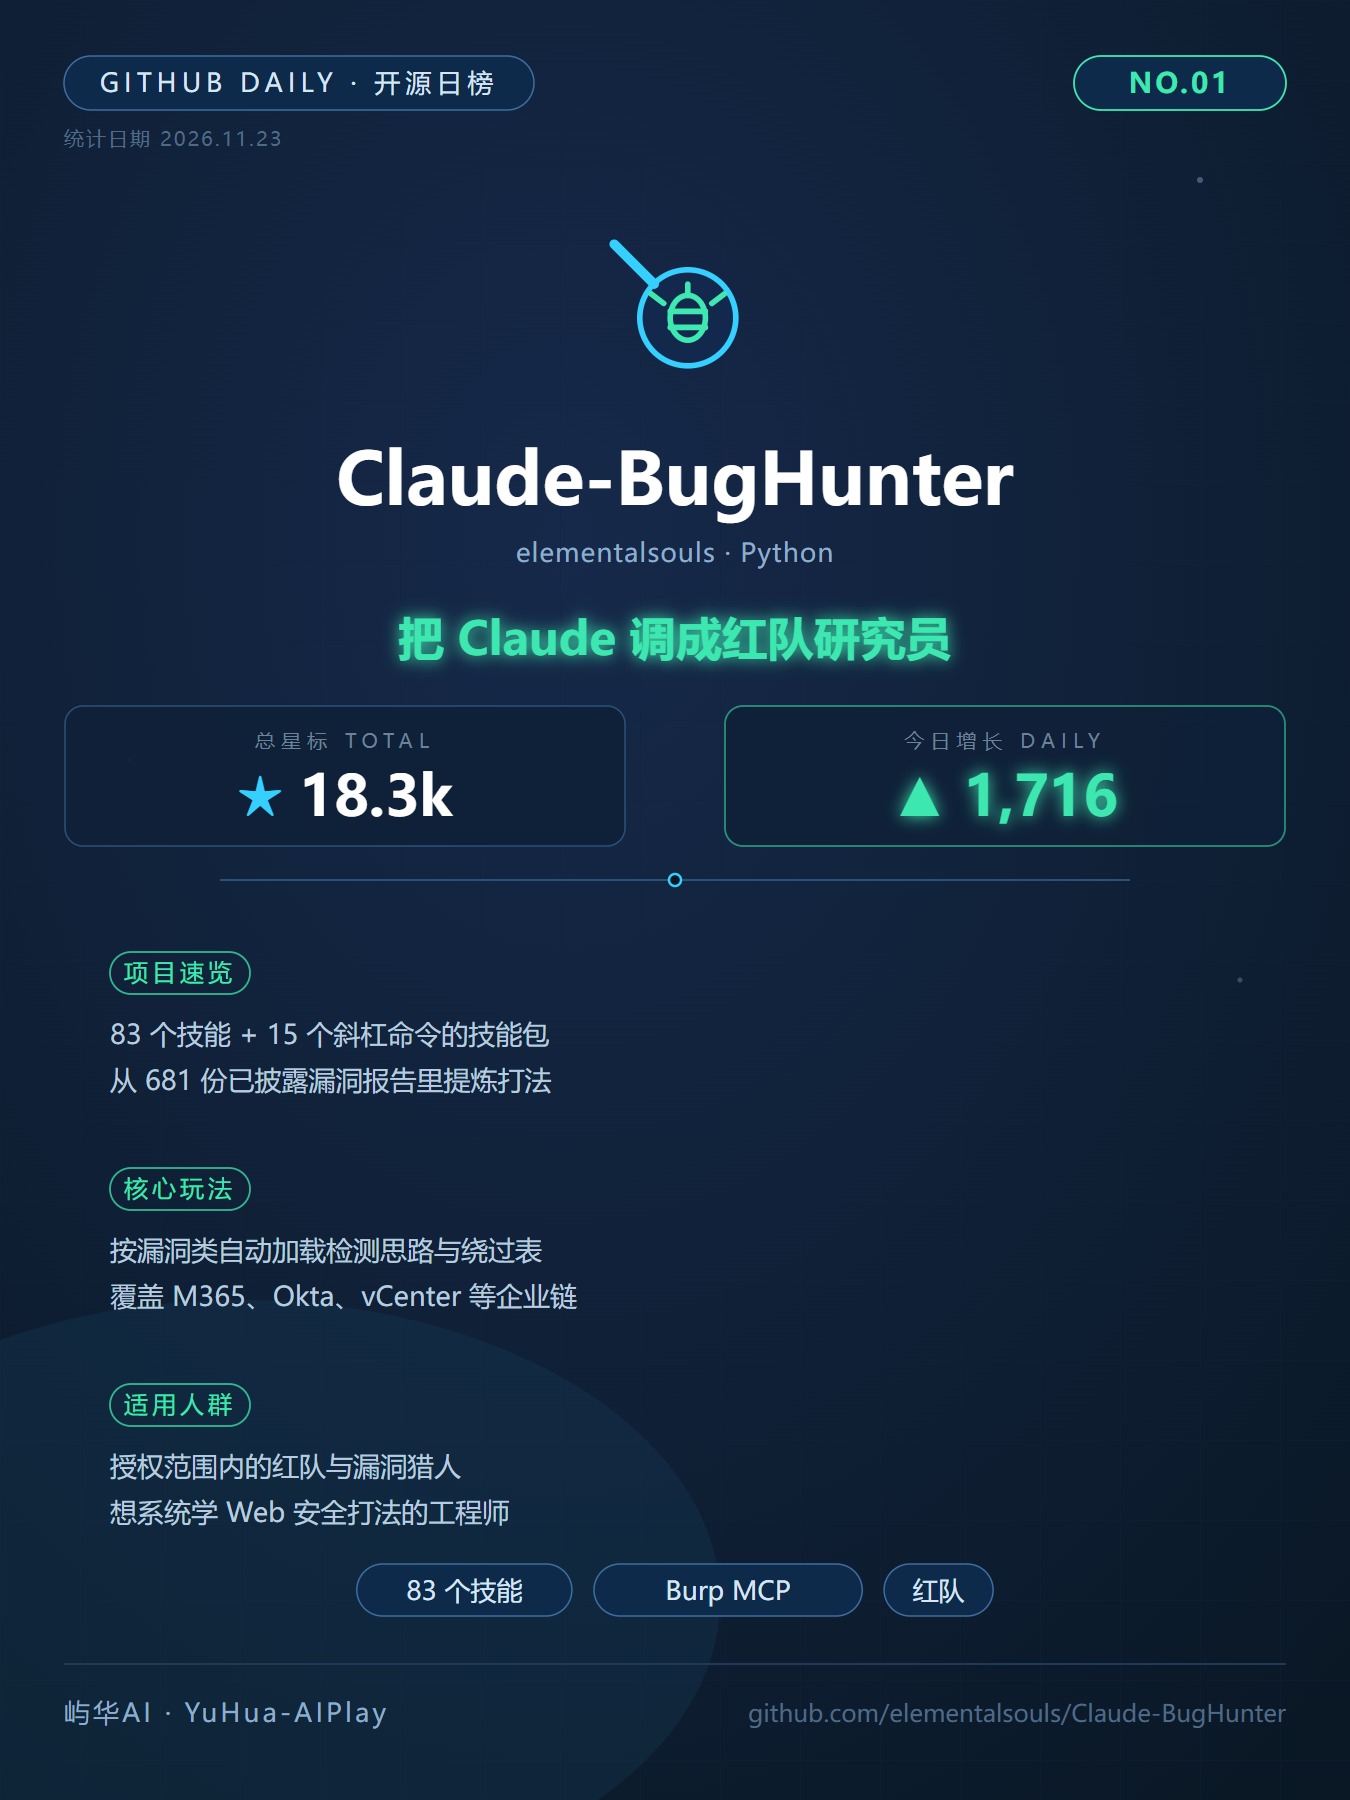 GITHUB DAILY · 开源日榜
NO.01
统计日期 2026.11.23
Claude-BugHunter
elementalsouls · Python
把 Claude 调成红队研究员
总星标 TOTAL
★ 18.3k
今日增长 DAILY
▲ 1,716
项目速览
83 个技能 + 15 个斜杠命令的技能包
从 681 份已披露漏洞报告里提炼打法
核心玩法
按漏洞类自动加载检测思路与绕过表
覆盖 M365、Okta、vCenter 等企业链
适用人群
授权范围内的红队与漏洞猎人
想系统学 Web 安全打法的工程师
83 个技能
Burp MCP
红队
屿华AI · YuHua-AIPlay
github.com/elementalsouls/Claude-BugHunter